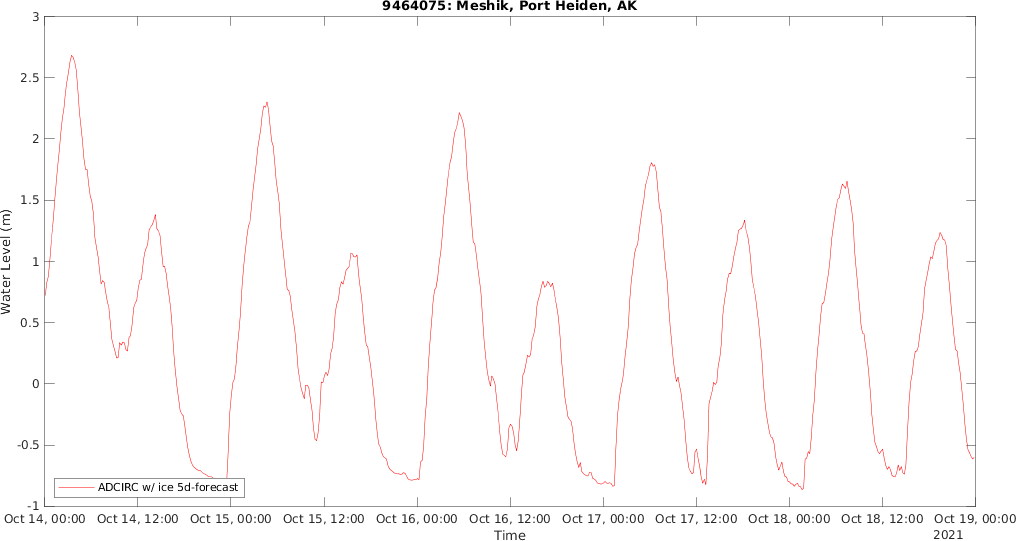 9464075: Meshik, Port Heiden, AK
3
2.5
2
1.5
1
0.5
0
-0.5
-1
Water Level (m)
ADCIRC w/ ice 5d-forecast
Oct 14, 00:00 Oct 14, 12:00 Oct 15, 00:00 Oct 15, 12:00 Oct 16, 00:00 Oct 16, 12:00 Oct 17, 00:00 Oct 17, 12:00 Oct 18, 00:00 Oct 18, 12:00 Oct 19, 00:00
Time
2021